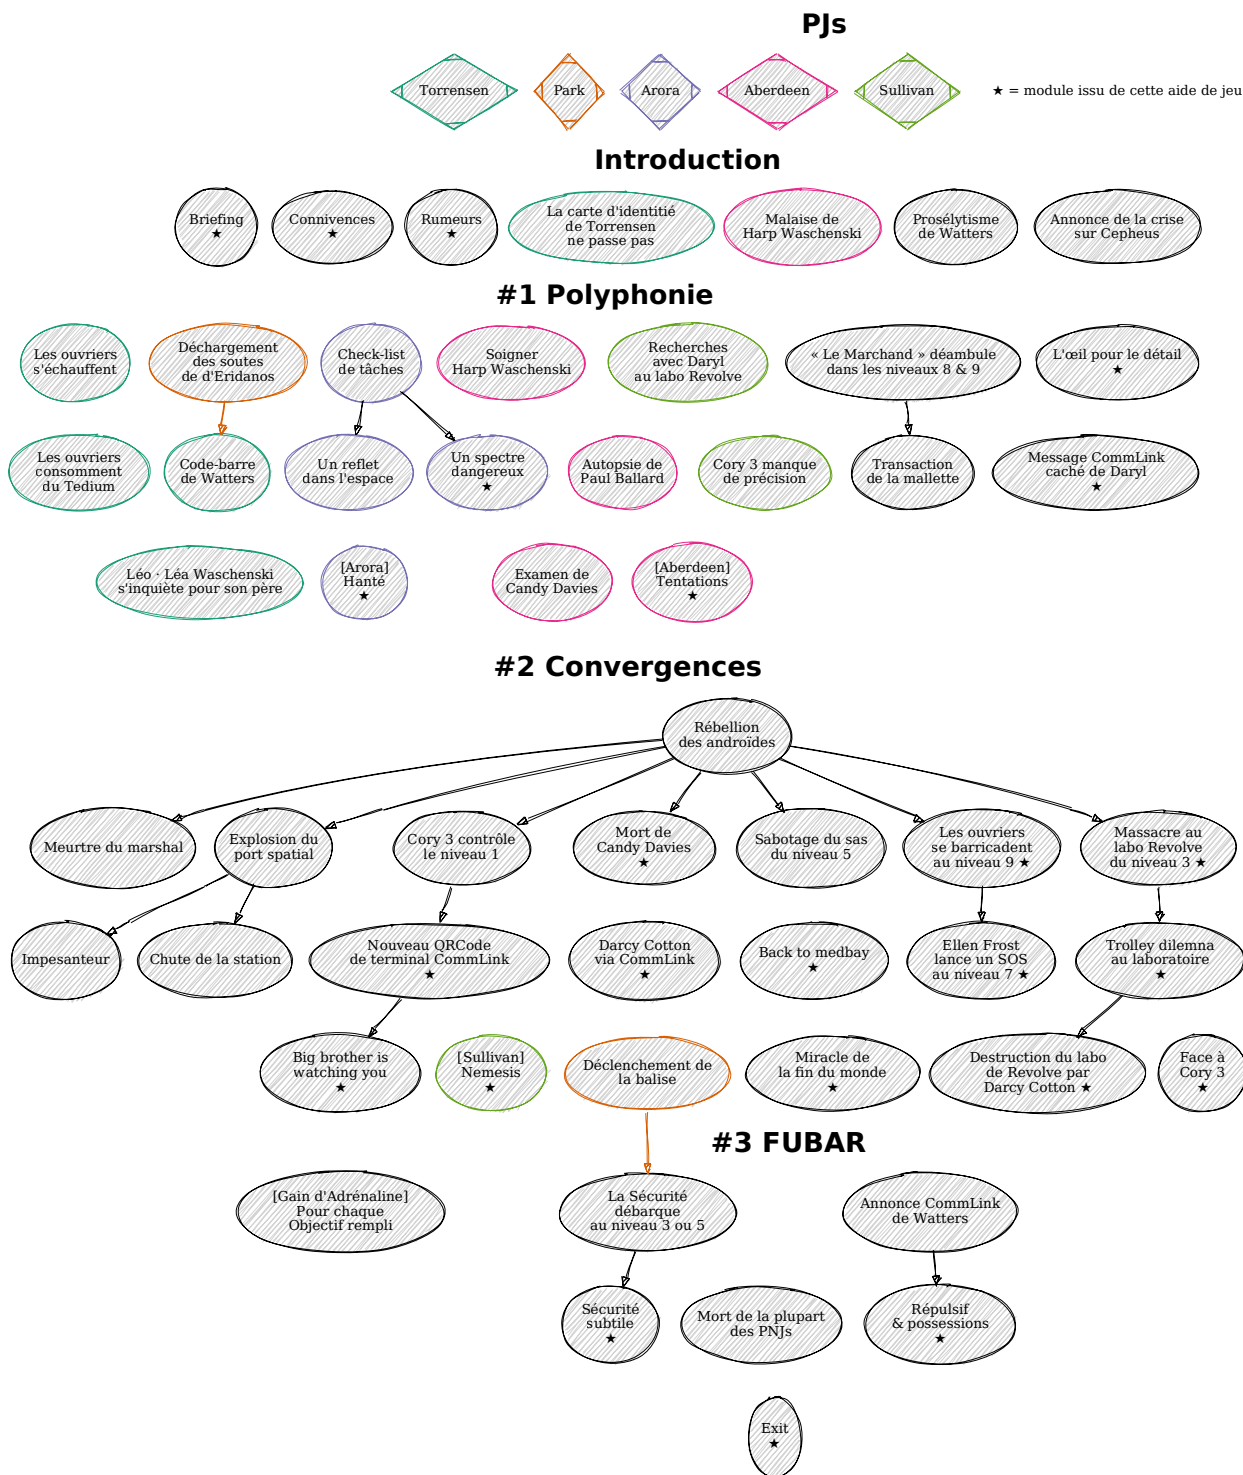 PJs
Torrensen
Park
Arora
Aberdeen
Sullivan
★ = module issu de cette aide de jeu
Introduction
Briefing
★
Connivences
★
Rumeurs
★
La carte d'identitié
de Torrensen
ne passe pas
Malaise de
Harp Waschenski
Prosélytisme
de Watters
Annonce de la crise
sur Cepheus
#1 Polyphonie
Les ouvriers
s'échauffent
Déchargement
des soutes
de d'Eridanos
Check-list
de tâches
Soigner
Harp Waschenski
Recherches
avec Daryl
au labo Revolve
« Le Marchand » déambule
dans les niveaux 8 & 9
L'œil pour le détail
★
Les ouvriers
consomment
du Tedium
Code-barre
de Watters
Un reflet
dans l'espace
Un spectre
dangereux
★
Autopsie de
Paul Ballard
Cory 3 manque
de précision
Transaction
de la mallette
Message CommLink
caché de Daryl
★
Léo · Léa Waschenski
s'inquiète pour son père
[Arora]
Hanté
★
Examen de
Candy Davies
[Aberdeen]
Tentations
★
#2 Convergences
Rébellion
des androïdes
Meurtre du marshal
Explosion du
port spatial
Cory 3 contrôle
le niveau 1
Mort de
Candy Davies
★
Sabotage du sas
du niveau 5
Les ouvriers
se barricadent
au niveau 9 ★
Massacre au
labo Revolve
du niveau 3 ★
Impesanteur
Chute de la station
Nouveau QRCode
de terminal CommLink
★
Darcy Cotton
via CommLink
★
Back to medbay
★
Ellen Frost
lance un SOS
au niveau 7 ★
Trolley dilemna
au laboratoire
★
Big brother is
watching you
★
[Sullivan]
Nemesis
★
Déclenchement de
la balise
Miracle de
la fin du monde
★
Destruction du labo
de Revolve par
Darcy Cotton ★
Face à
Cory 3
★
#3 FUBAR
[Gain d'Adrénaline]
Pour chaque
Objectif rempli
La Sécurité
débarque
au niveau 3 ou 5
Annonce CommLink
de Watters
Sécurité
subtile
★
Mort de la plupart
des PNJs
Répulsif
& possessions
★
Exit
★